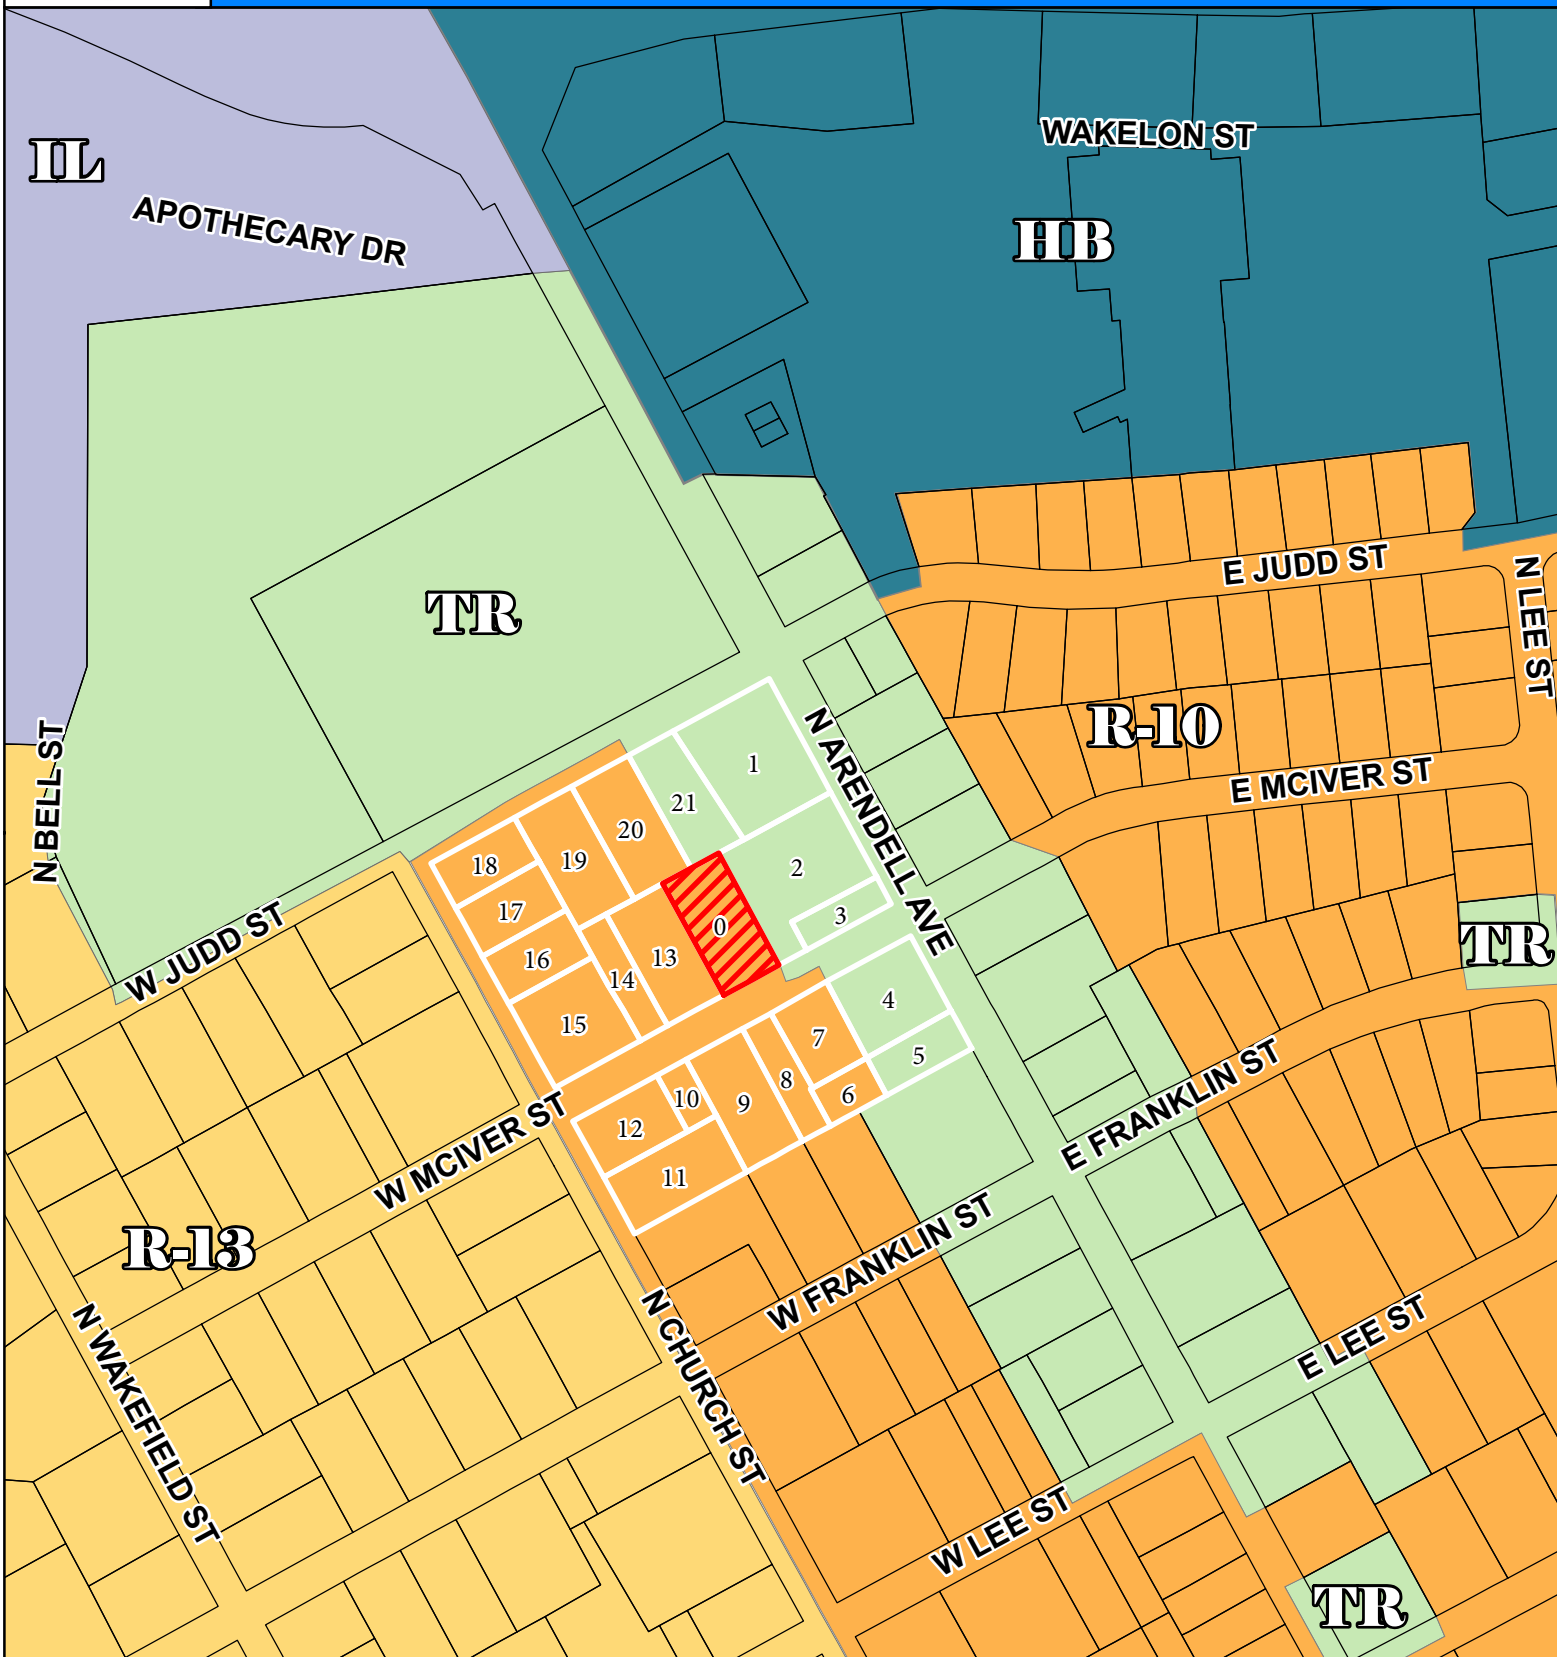 WAKELON ST
IL
APOTHECARY DR
HB
E JUDD ST
N LEE ST
TR
R-10
N ARENDELL AVE
N BELL ST
E MCIVER ST
1
21
20
19
18
2
17
3
0
13
16
14
15
TR
W JUDD ST
4
7
5
8
6
10
9
12
11
E FRANKLIN ST
W MCIVER ST
R-13
W FRANKLIN ST
N WAKEFIELD ST
N CHURCH ST
E LEE ST
W LEE ST
TR